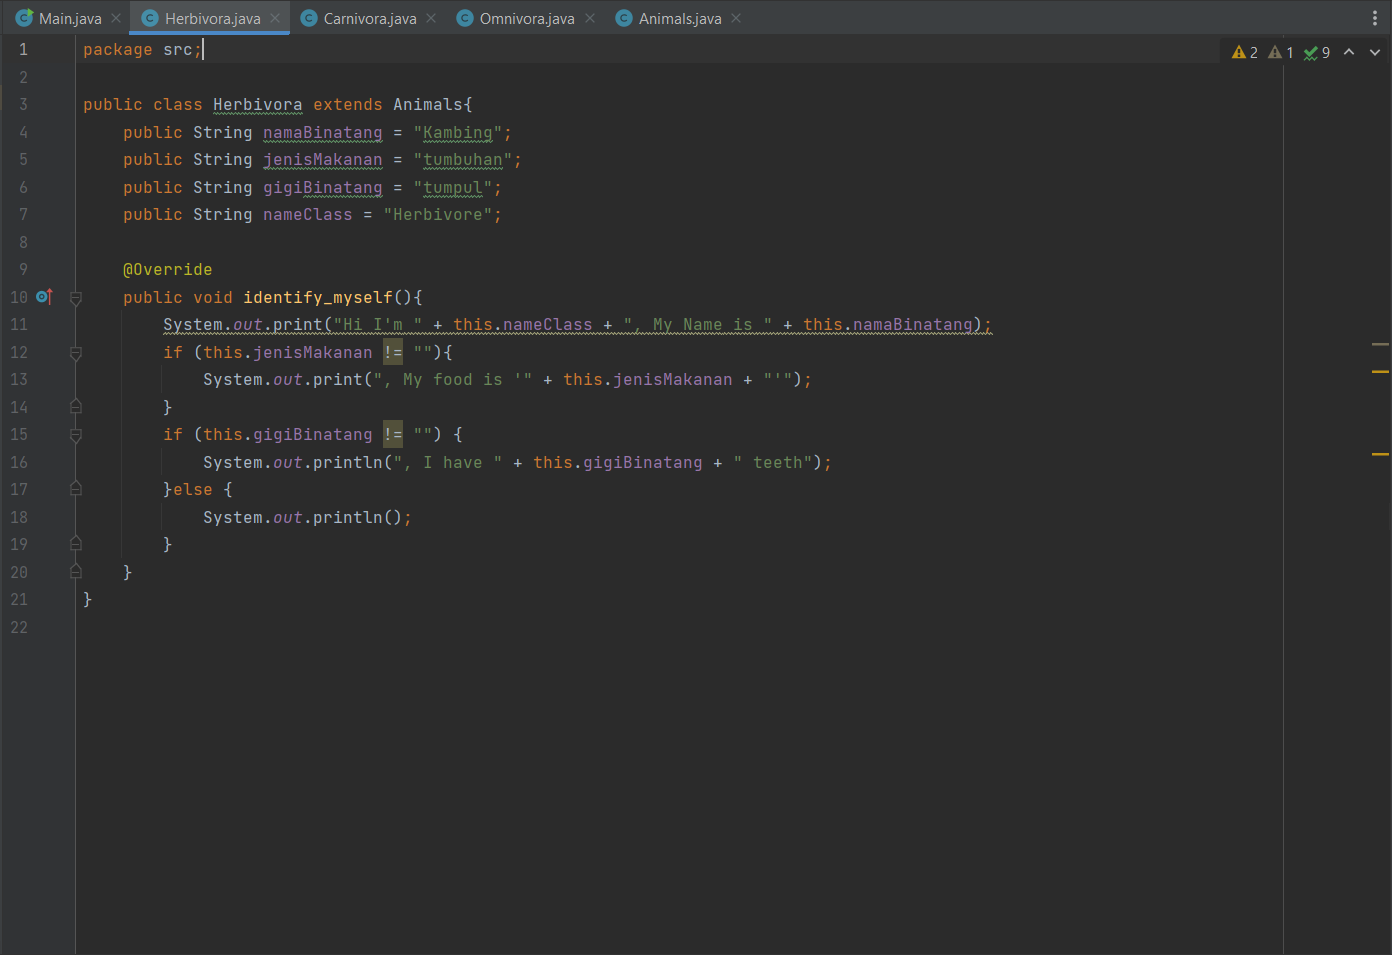 Main.java Herbivora.java Carnivora.java Omnivora.java Animals.java
1 package src; 2 1 9
2
3 public class Herbivora extends Animals{
4     public String namaBinatang = "Kambing";
5     public String jenisMakanan = "tumbuhan";
6     public String gigiBinatang = "tumpul";
7     public String nameClass = "Herbivore";
8
9     @Override
10     public void identify_myself(){
11         System.out.print("Hi I'm " + this.nameClass + ", My Name is " + this.namaBinatang);
12         if (this.jenisMakanan != ""){
13             System.out.print(", My food is '" + this.jenisMakanan + "'");
14         }
15         if (this.gigiBinatang != "") {
16             System.out.println(", I have " + this.gigiBinatang + " teeth");
17         }else {
18             System.out.println();
19         }
20     }
21 }
22